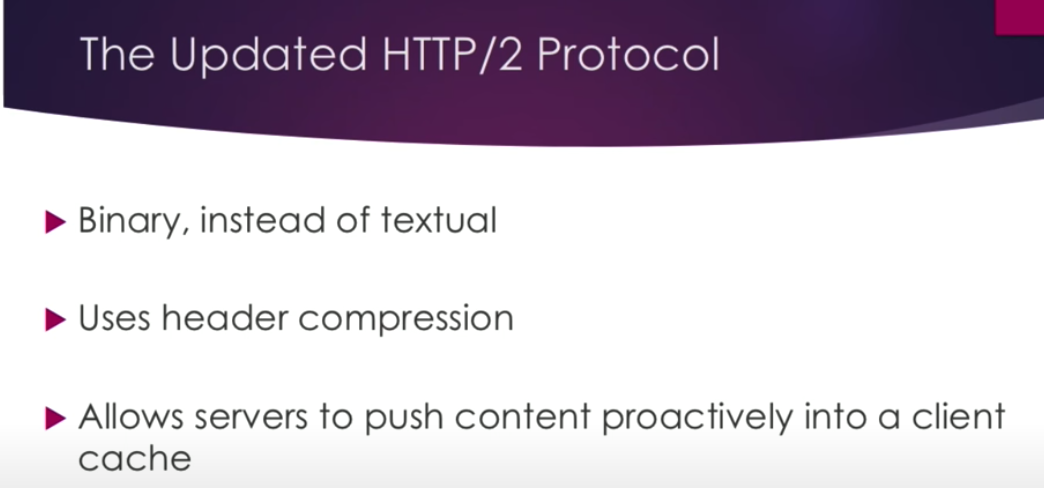 The Updated HTTP/2 Protocol
Binary, instead of textual
Uses header compression
Allows servers to push content proactively into a client
cache